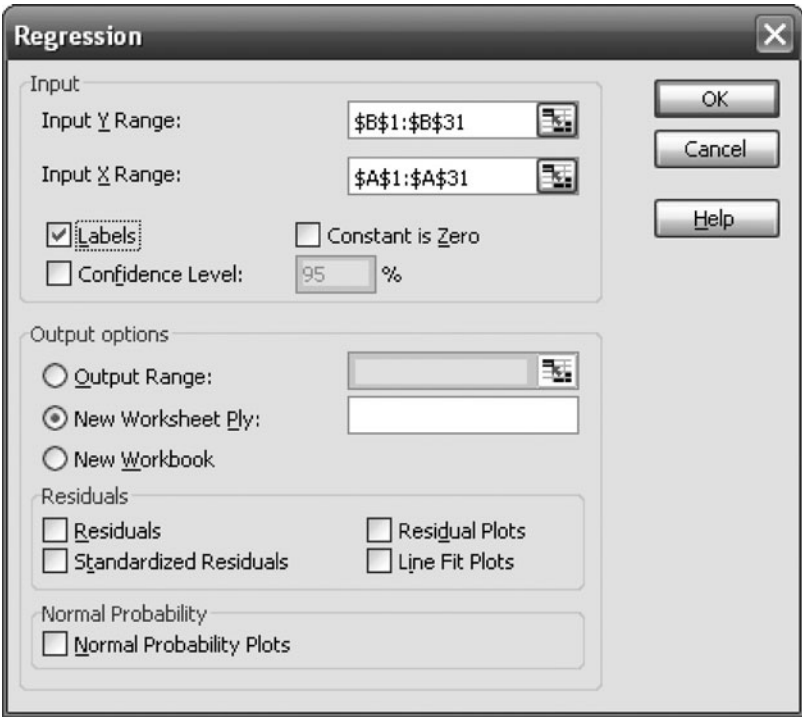 Regression
Input
Input Y Range:
$B$1:$B$31
OK
Input X Range:
$A$1:$A$31
Cancel
Labels
Constant is Zero
Help
Confidence Level:
95 %
Output options
Output Range:
New Worksheet Ply:
New Workbook
Residuals
Residuals
Residual Plots
Standardized Residuals
Line Fit Plots
Normal Probability
Normal Probability Plots